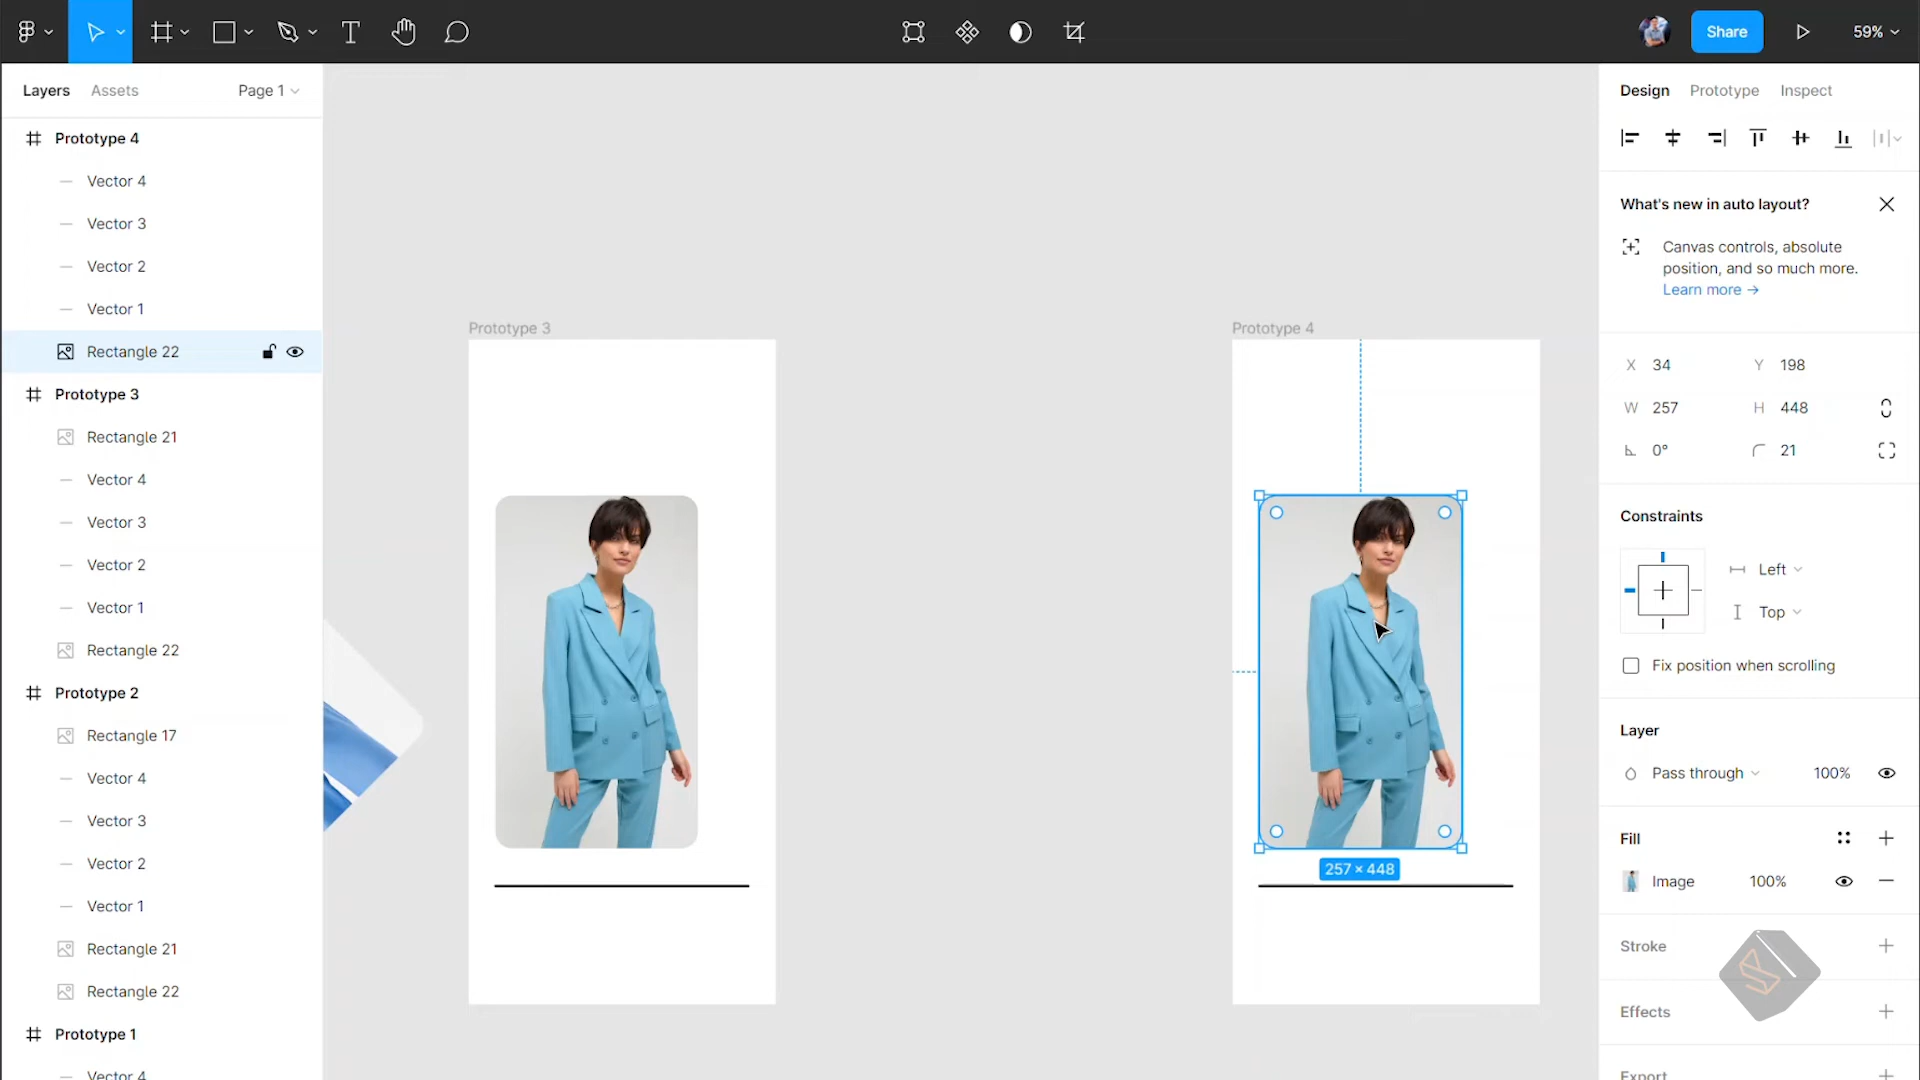 Share
59%
Layers
Assets
Page 1
Prototype 4
Vector 4
Vector 3
Vector 2
Vector 1
Rectangle 22
Prototype 3
Rectangle 21
Vector 4
Vector 3
Vector 2
Vector 1
Rectangle 22
Prototype 2
Rectangle 17
Vector 4
Vector 3
Vector 2
Vector 1
Rectangle 21
Rectangle 22
Prototype 1
Vector 4
Prototype 3
Prototype 4
257 × 448
Design
Prototype
Inspect
What's new in auto layout?
Canvas controls, absolute
position, and so much more.
Learn more →
X 34
Y 198
W 257
H 448
0°
21
Constraints
Left
Top
Fix position when scrolling
Layer
Pass through
100%
Fill
Image
100%
Stroke
Effects
Export